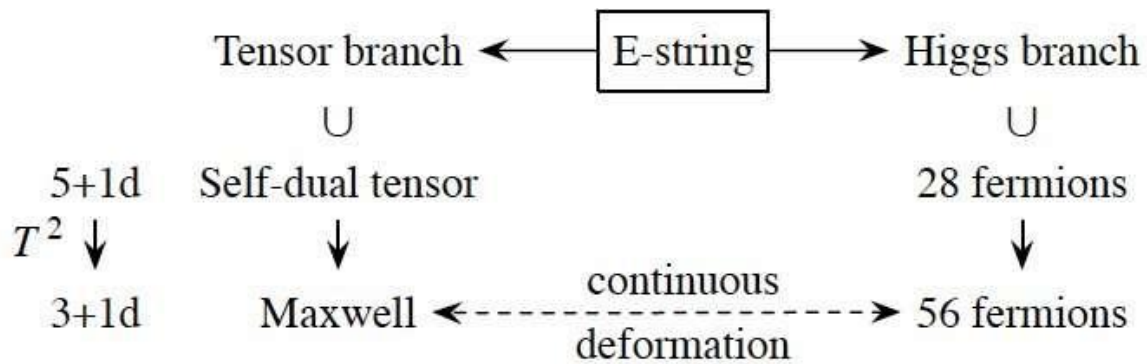 Tensor branch E-string Higgs branch
∪ ∪
5+1d Self-dual tensor 28 fermions
T²
3+1d Maxwell continuous deformation 56 fermions